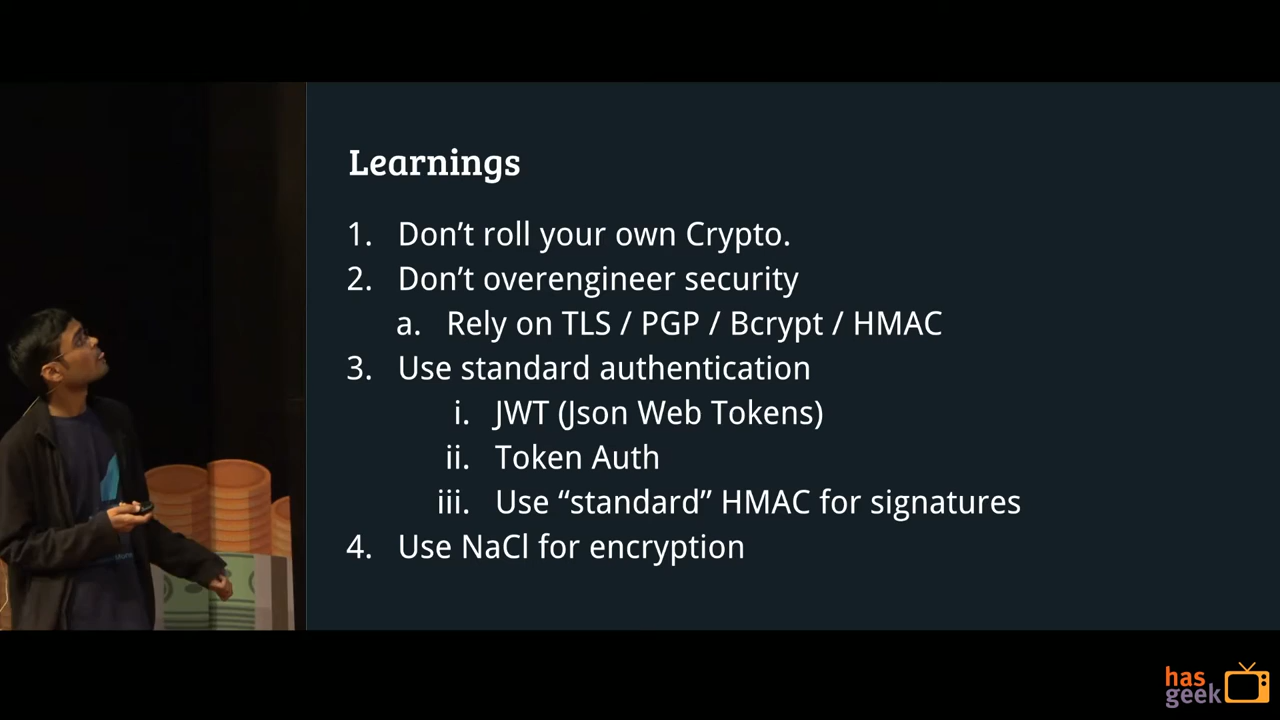 Learnings
1. Don’t roll your own Crypto.
2. Don’t overengineer security
a. Rely on TLS / PGP / Bcrypt / HMAC
3. Use standard authentication
i. JWT (Json Web Tokens)
ii. Token Auth
iii. Use “standard” HMAC for signatures
4. Use NaCl for encryption
has
geek